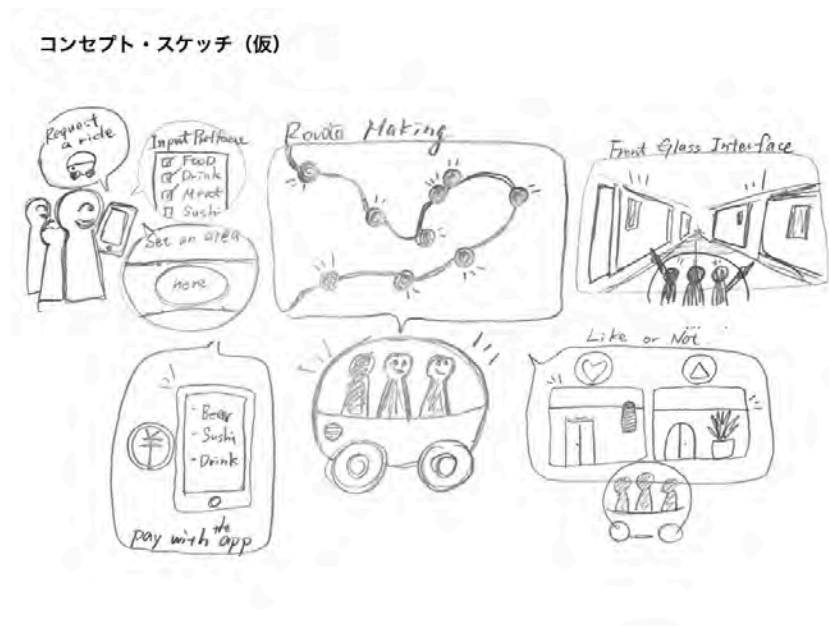 コンセプト・スケッチ（仮）
Request
a ride
Input
FooD
Drink
Meat
Sushi
Set an area
here
Route Making
Front Glass Interface
Like or Not
¥
- Beer
- Sushi
- Drink
pay with the app